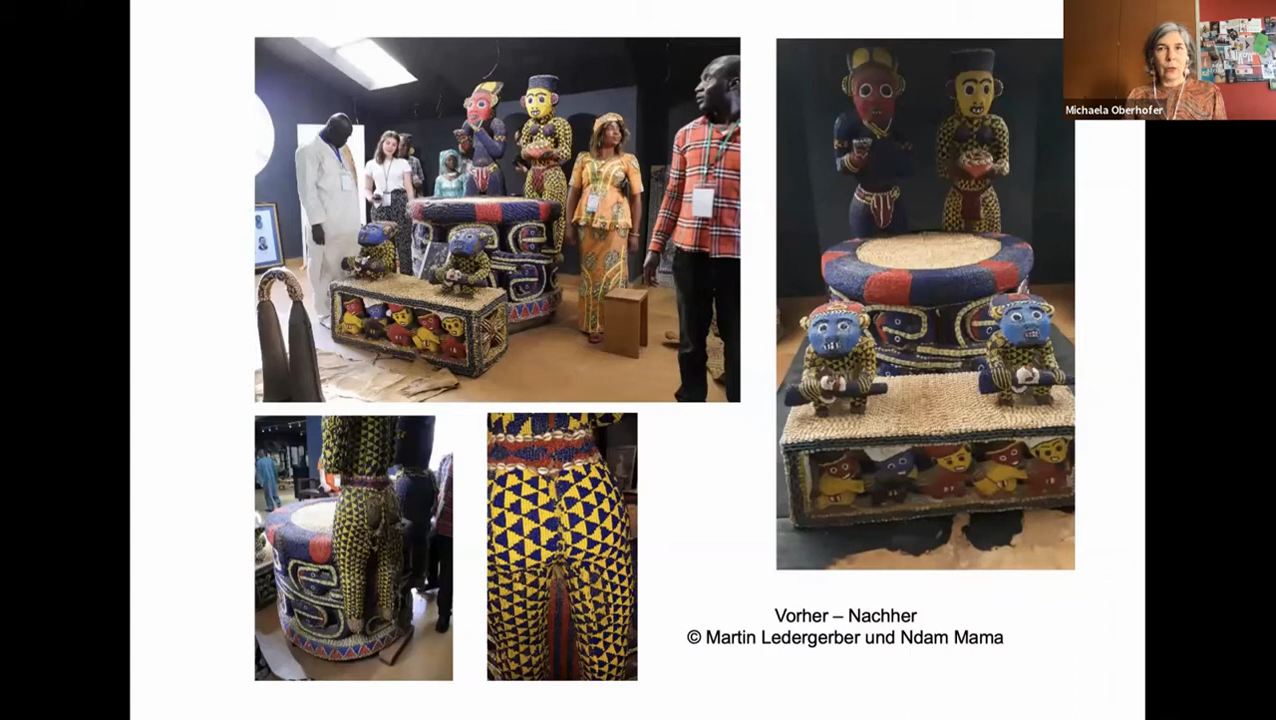 Michaela Oberhofer
Vorher – Nachher
© Martin Ledergerber und Ndam Mama